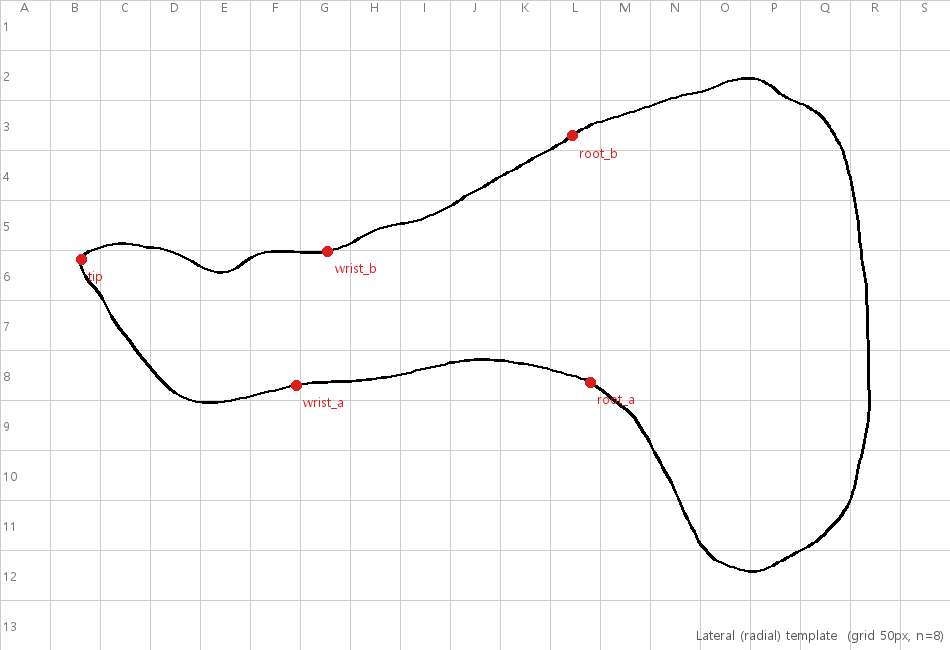 A B C D E F G H I J K L M N O P Q R S
1
2
3
root_b
4
5
wrist_b
6
tip
7
8
root_a
wrist_a
9
10
11
12
13
Lateral (radial) template (grid 50px, n=8)